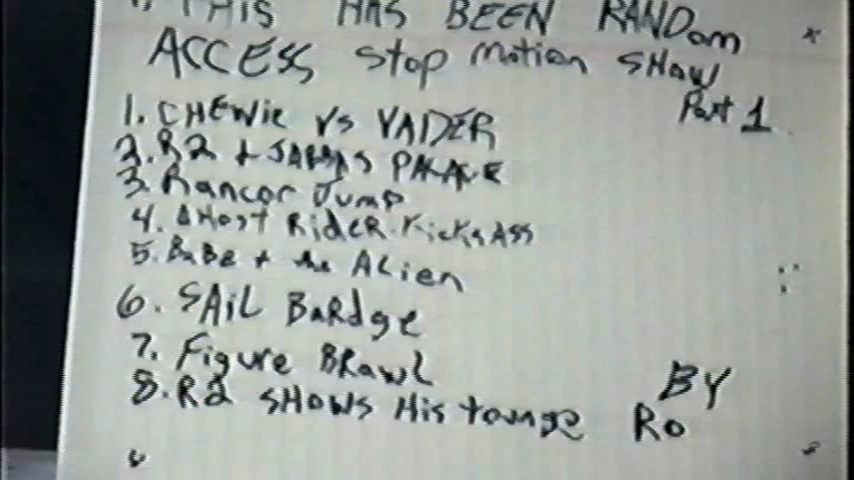 THIS HAS BEEN RANDom
ACCESS Stop Motion SHow
Part 1
1. CHEWIE VS VADER
2. R2 + JABBAS PALACE
3. Rancor Jump
4. GHost RideR Kicks ASS
5. BaBe + the ALien
6. SAiL BaRdge
7. Figure BRawL
8. R2 SHOWS His tounge
BY
Ro